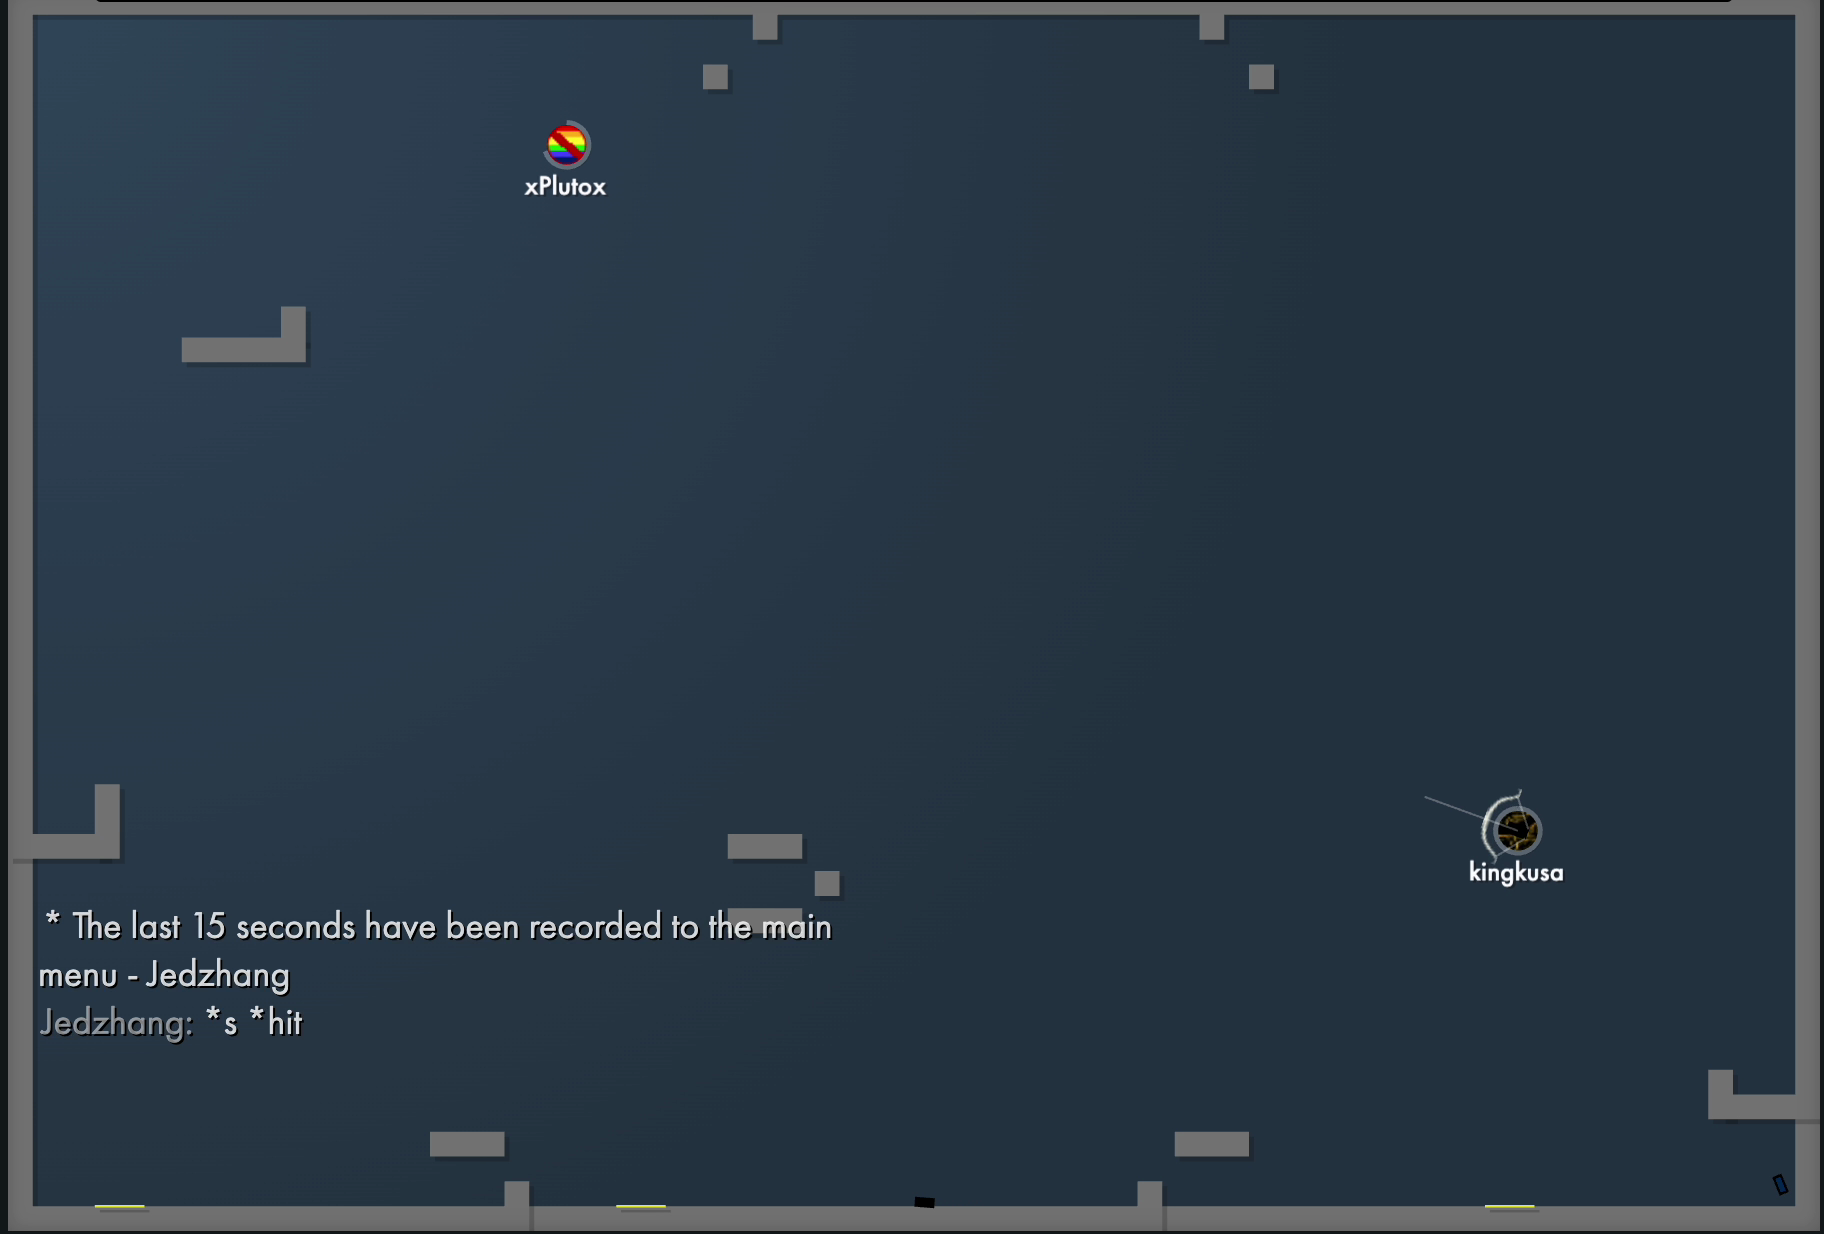 xPlutox
kingkusa
* The last 15 seconds have been recorded to the main
menu - Jedzhang
Jedzhang: *s *hit